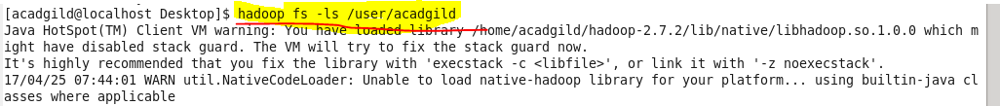 [acadgild@localhost Desktop]$ hadoop fs -ls /user/acadgild
Java HotSpot(TM) Client VM warning: You have loaded library /home/acadgild/hadoop-2.7.2/lib/native/libhadoop.so.1.0.0 which m
ight have disabled stack guard. The VM will try to fix the stack guard now.
It's highly recommended that you fix the library with 'execstack -c <libfile>', or link it with '-z noexecstack'.
17/04/25 07:44:01 WARN util.NativeCodeLoader: Unable to load native-hadoop library for your platform... using builtin-java cl
asses where applicable